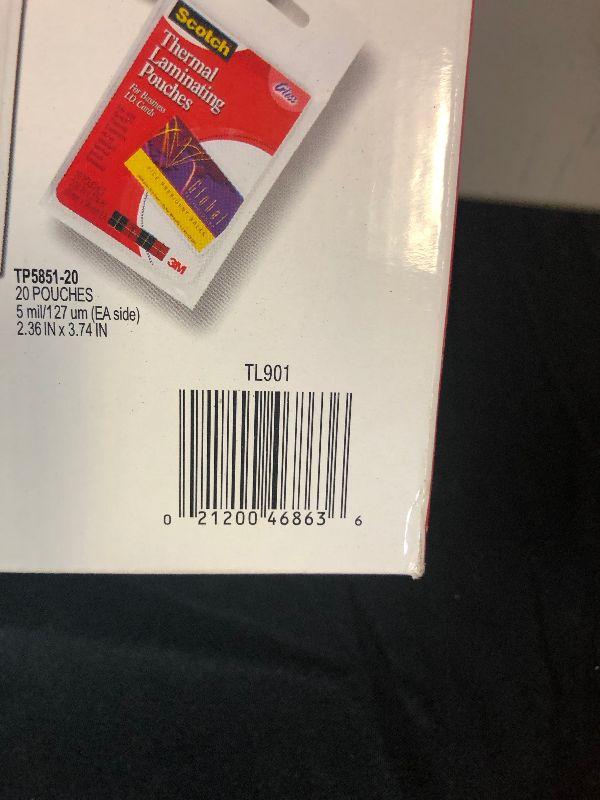 Scotch
Thermal
Laminating
Pouches
For Business
I.D. Cards
Gloss
Global
3M
TP5851-20
20 POUCHES
5 mil/127 um (EA side)
2.36 IN x 3.74 IN
TL901
0 21200 46863 6